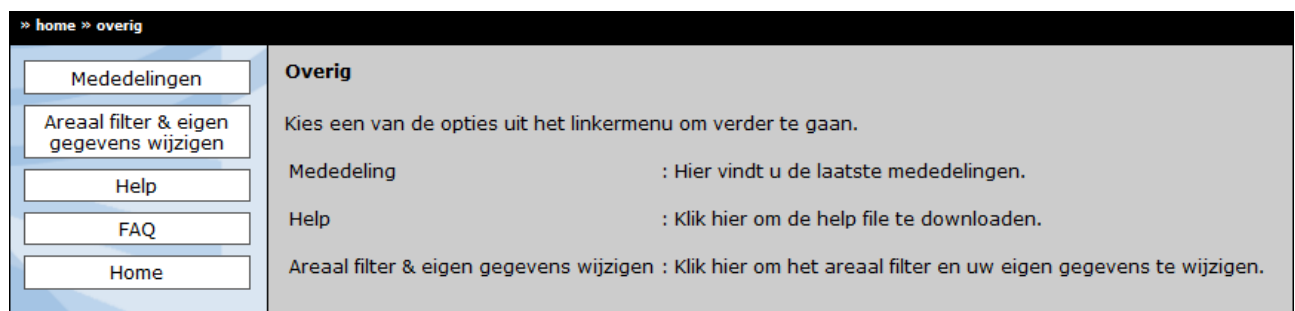 » home » overig
Mededelingen
Areaal filter & eigen
gegevens wijzigen
Help
FAQ
Home
Overig
Kies een van de opties uit het linkermenu om verder te gaan.
Mededeling : Hier vindt u de laatste mededelingen.
Help : Klik hier om de help file te downloaden.
Areaal filter & eigen gegevens wijzigen : Klik hier om het areaal filter en uw eigen gegevens te wijzigen.